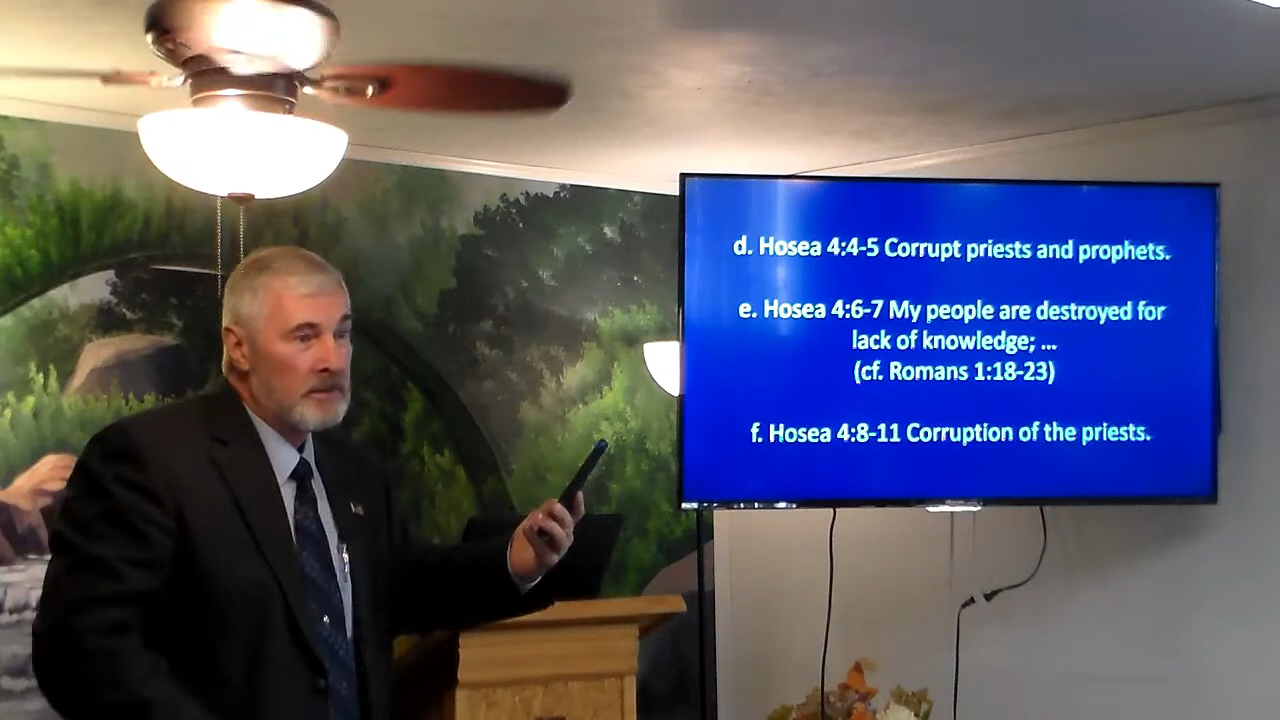 d. Hosea 4:4-5 Corrupt priests and prophets.
e. Hosea 4:6-7 My people are destroyed for
lack of knowledge; ...
(cf. Romans 1:18-23)
f. Hosea 4:8-11 Corruption of the priests.